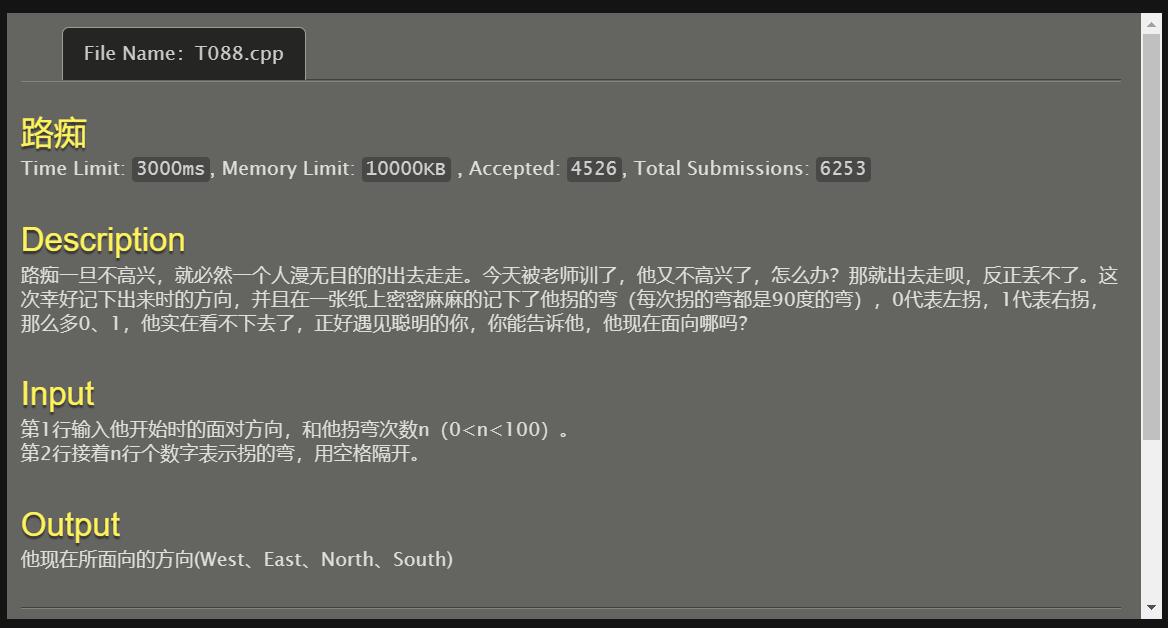 File Name：T088.cpp
路痴
Time Limit: 3000ms, Memory Limit: 10000KB , Accepted: 4526, Total Submissions: 6253
Description
路痴一旦不高兴，就必然一个人漫无目的的出去走走。今天被老师训了，他又不高兴了，怎么办？那就出去走呗，反正丢不了。这
次幸好记下出来时的方向，并且在一张纸上密密麻麻的记下了他拐的弯（每次拐的弯都是90度的弯），0代表左拐，1代表右拐，
那么多0、1，他实在看不下去了，正好遇见聪明的你，你能告诉他，他现在面向哪吗？
Input
第1行输入他开始时的面对方向，和他拐弯次数n（0<n<100）。
第2行接着n行个数字表示拐的弯，用空格隔开。
Output
他现在所面向的方向(West、East、North、South)